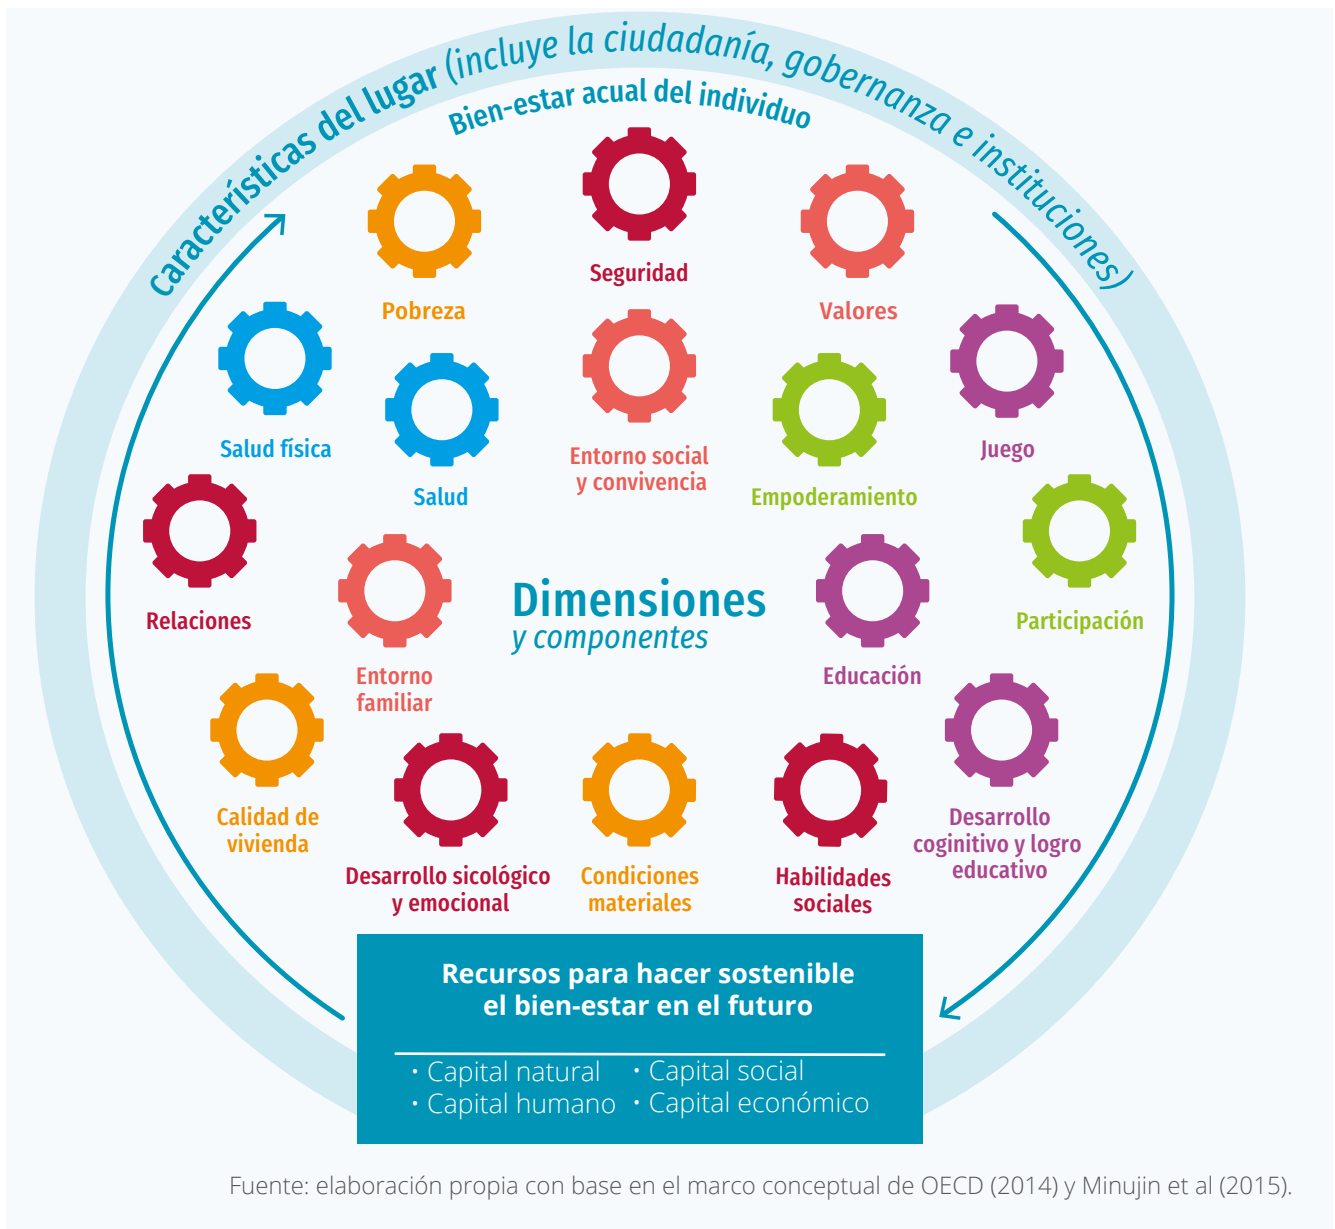 Características del lugar (incluye la ciudadanía, gobernanza e instituciones)
Bien-estar acual del individuo
Seguridad
Pobreza
Valores
Salud física
Juego
Entorno social
y convivencia
Salud
Empoderamiento
Relaciones
Participación
Dimensiones
y componentes
Entorno
familiar
Educación
Calidad de
vivienda
Desarrollo
coginitivo y logro
educativo
Desarrollo sicológico
y emocional
Condiciones
materiales
Habilidades
sociales
Recursos para hacer sostenible
el bien-estar en el futuro
· Capital natural · Capital social
· Capital humano · Capital económico
Fuente: elaboración propia con base en el marco conceptual de OECD (2014) y Minujin et al (2015).